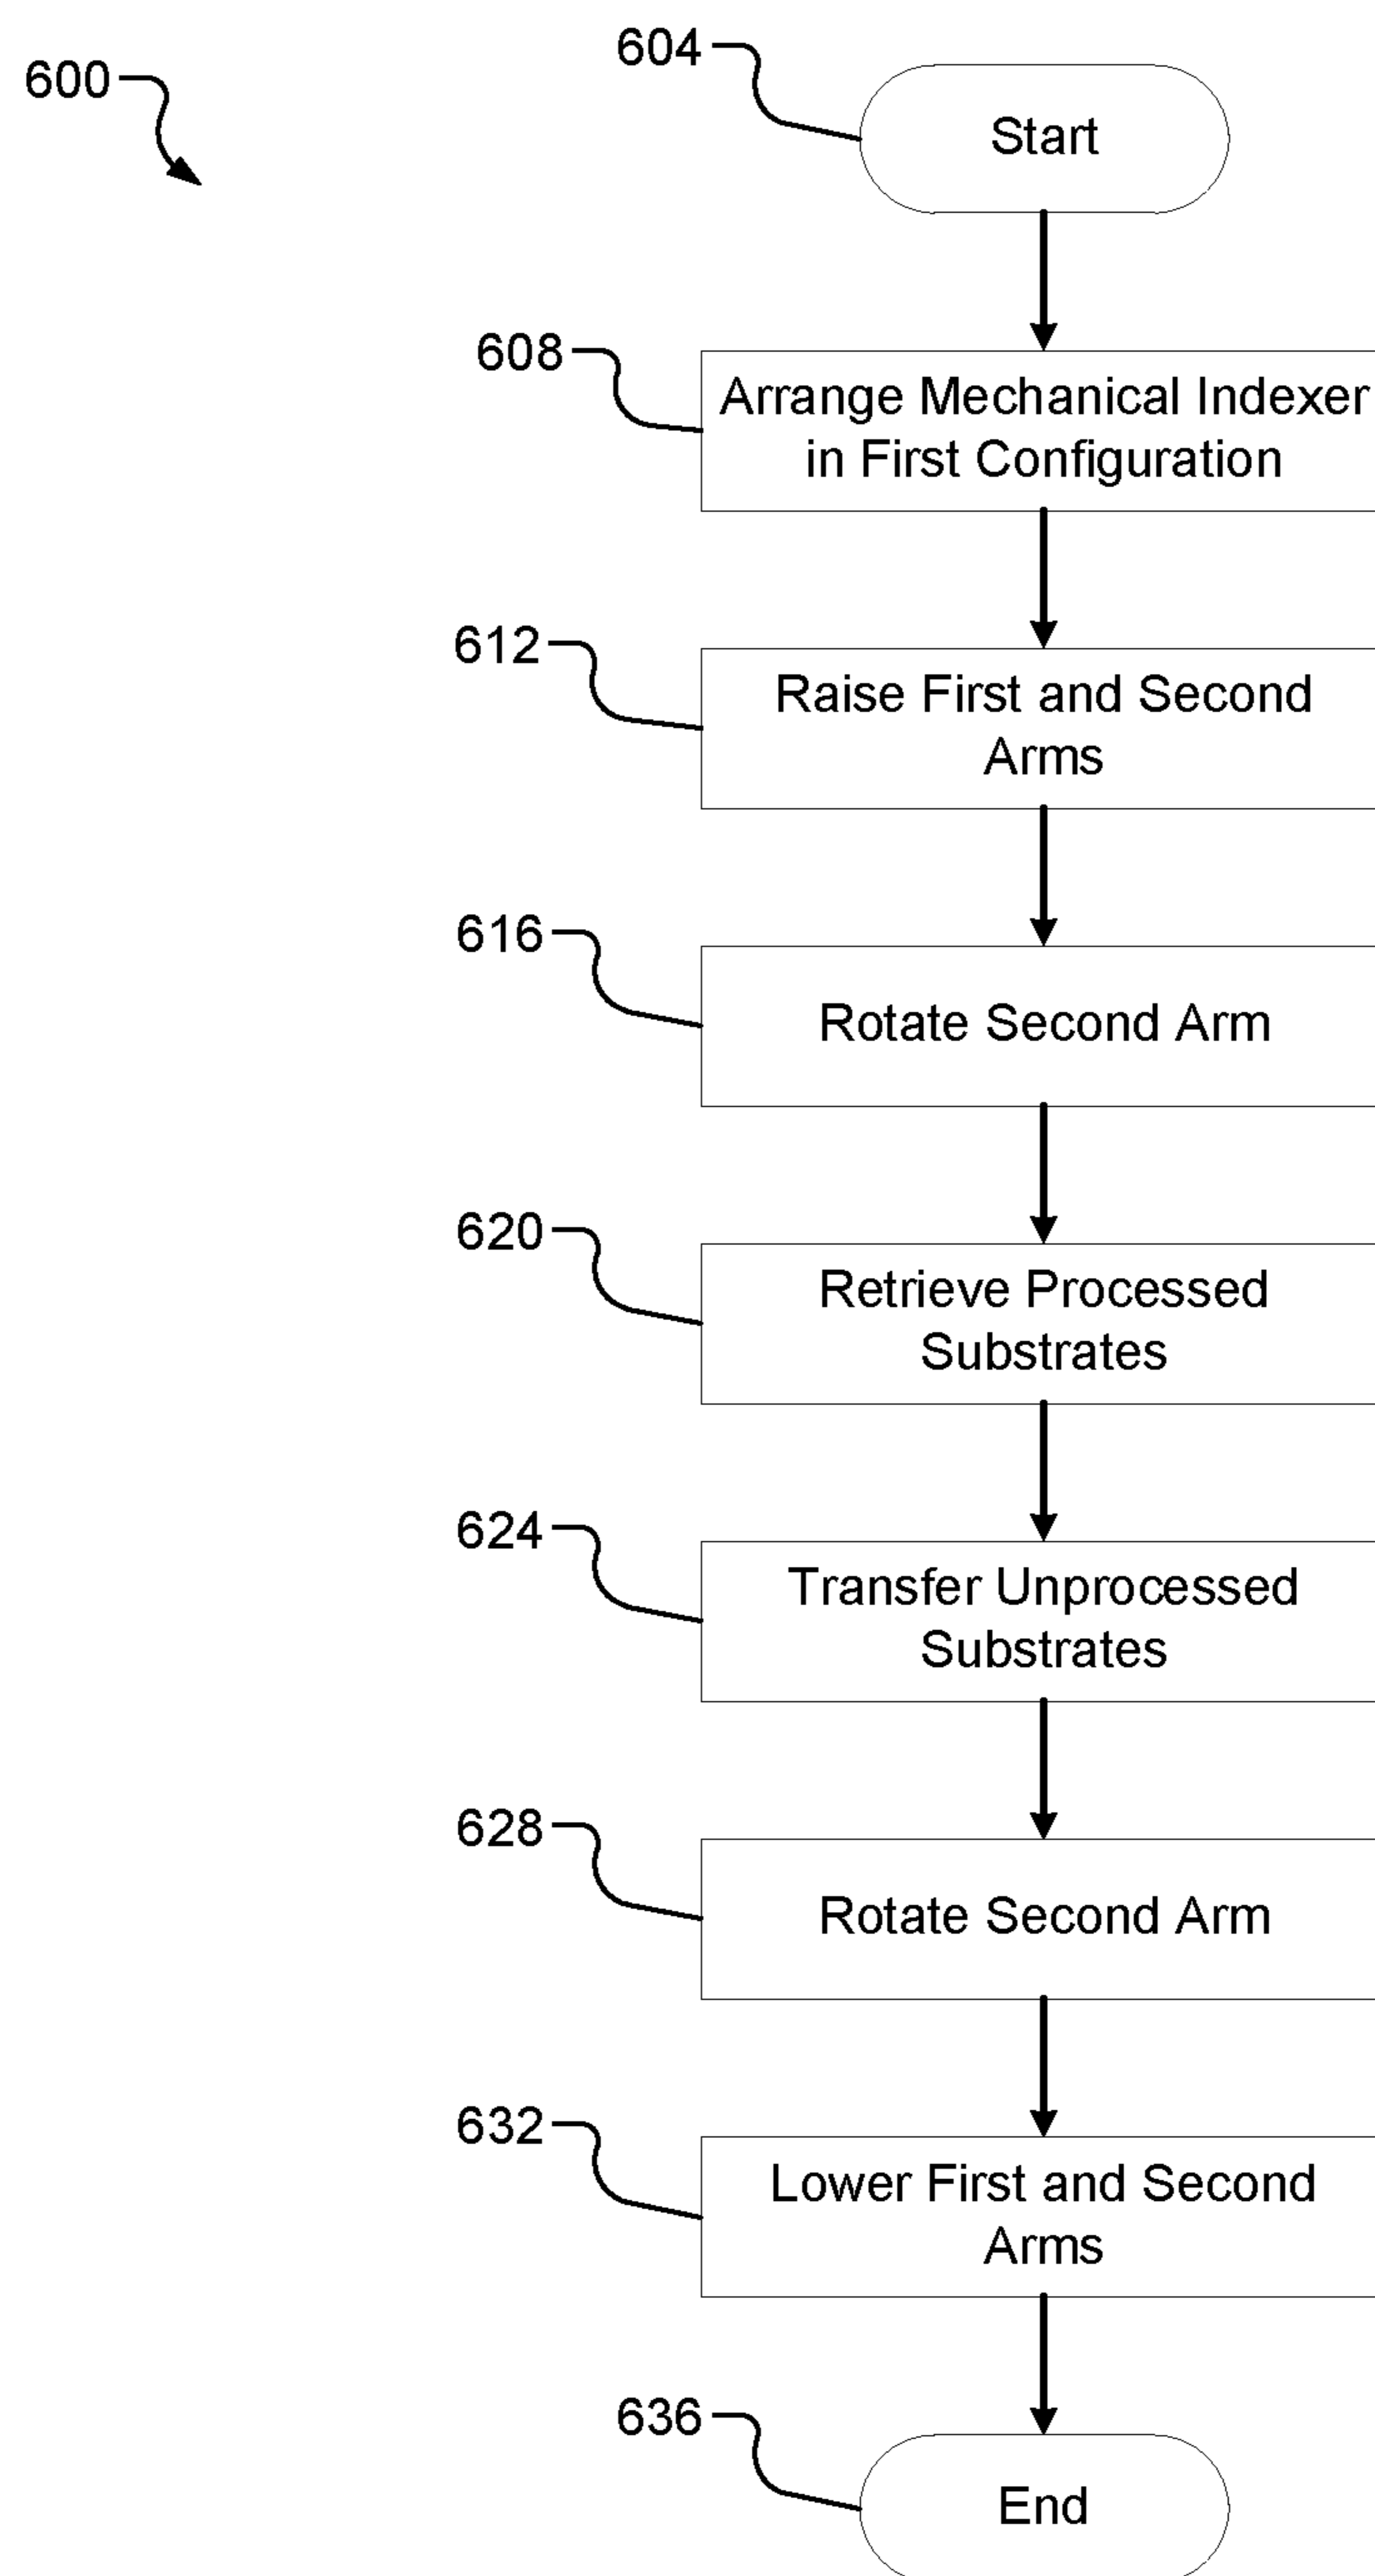 600
604
Start
608
Arrange Mechanical Indexer
in First Configuration
612
Raise First and Second
Arms
616
Rotate Second Arm
620
Retrieve Processed
Substrates
624
Transfer Unprocessed
Substrates
628
Rotate Second Arm
632
Lower First and Second
Arms
636
End